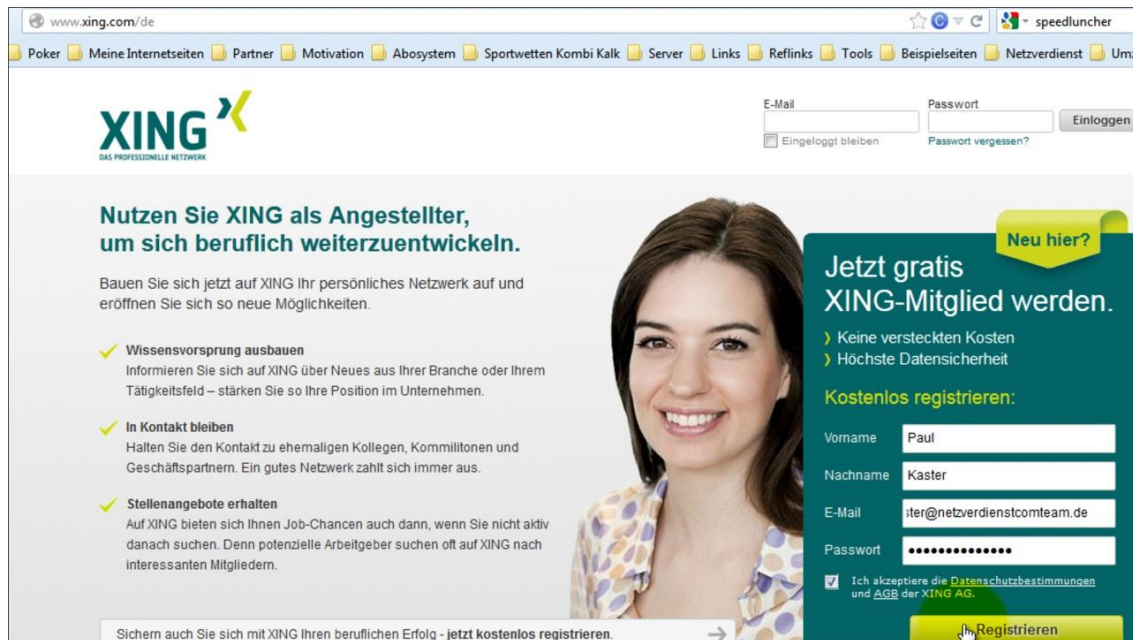 www.xing.com/de
speedluncher
Poker Meine Internetseiten Partner Motivation Abosystem Sportwetten Kombi Kalk Server Links Reflinks Tools Beispielseiten Netzverdienst Um
XING
DAS PROFESSIONELLE NETZWERK
E-Mail
Passwort
Einloggen
Eingeloggt bleiben
Passwort vergessen?
Nutzen Sie XING als Angestellter,
um sich beruflich weiterzuentwickeln.
Bauen Sie sich jetzt auf XING Ihr persönliches Netzwerk auf und
eröffnen Sie sich so neue Möglichkeiten.
Wissensvorsprung ausbauen
Informieren Sie sich auf XING über Neues aus Ihrer Branche oder Ihrem
Tätigkeitsfeld – stärken Sie so Ihre Position im Unternehmen.
In Kontakt bleiben
Halten Sie den Kontakt zu ehemaligen Kollegen, Kommilitonen und
Geschäftspartnern. Ein gutes Netzwerk zahlt sich immer aus.
Stellenangebote erhalten
Auf XING bieten sich Ihnen Job-Chancen auch dann, wenn Sie nicht aktiv
danach suchen. Denn potenzielle Arbeitgeber suchen oft auf XING nach
interessanten Mitgliedern.
Sichern auch Sie sich mit XING Ihren beruflichen Erfolg - jetzt kostenlos registrieren.
Neu hier?
Jetzt gratis
XING-Mitglied werden.
Keine versteckten Kosten
Höchste Datensicherheit
Kostenlos registrieren:
Vorname Paul
Nachname Kaster
E-Mail ster@netzverdienstcomteam.de
Passwort ••••••••••••••
Ich akzeptiere die Datenschutzbestimmungen
und AGB der XING AG.
Registrieren